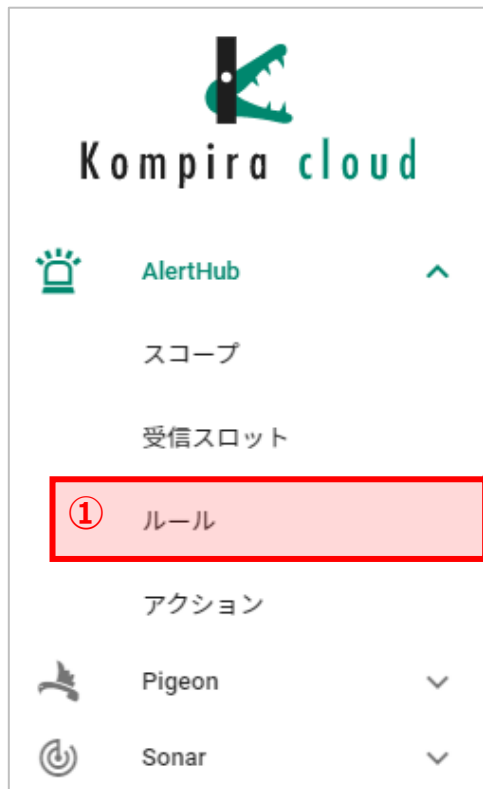 Kompira cloud
AlertHub
スコープ
受信スロット
① ルール
アクション
Pigeon
Sonar